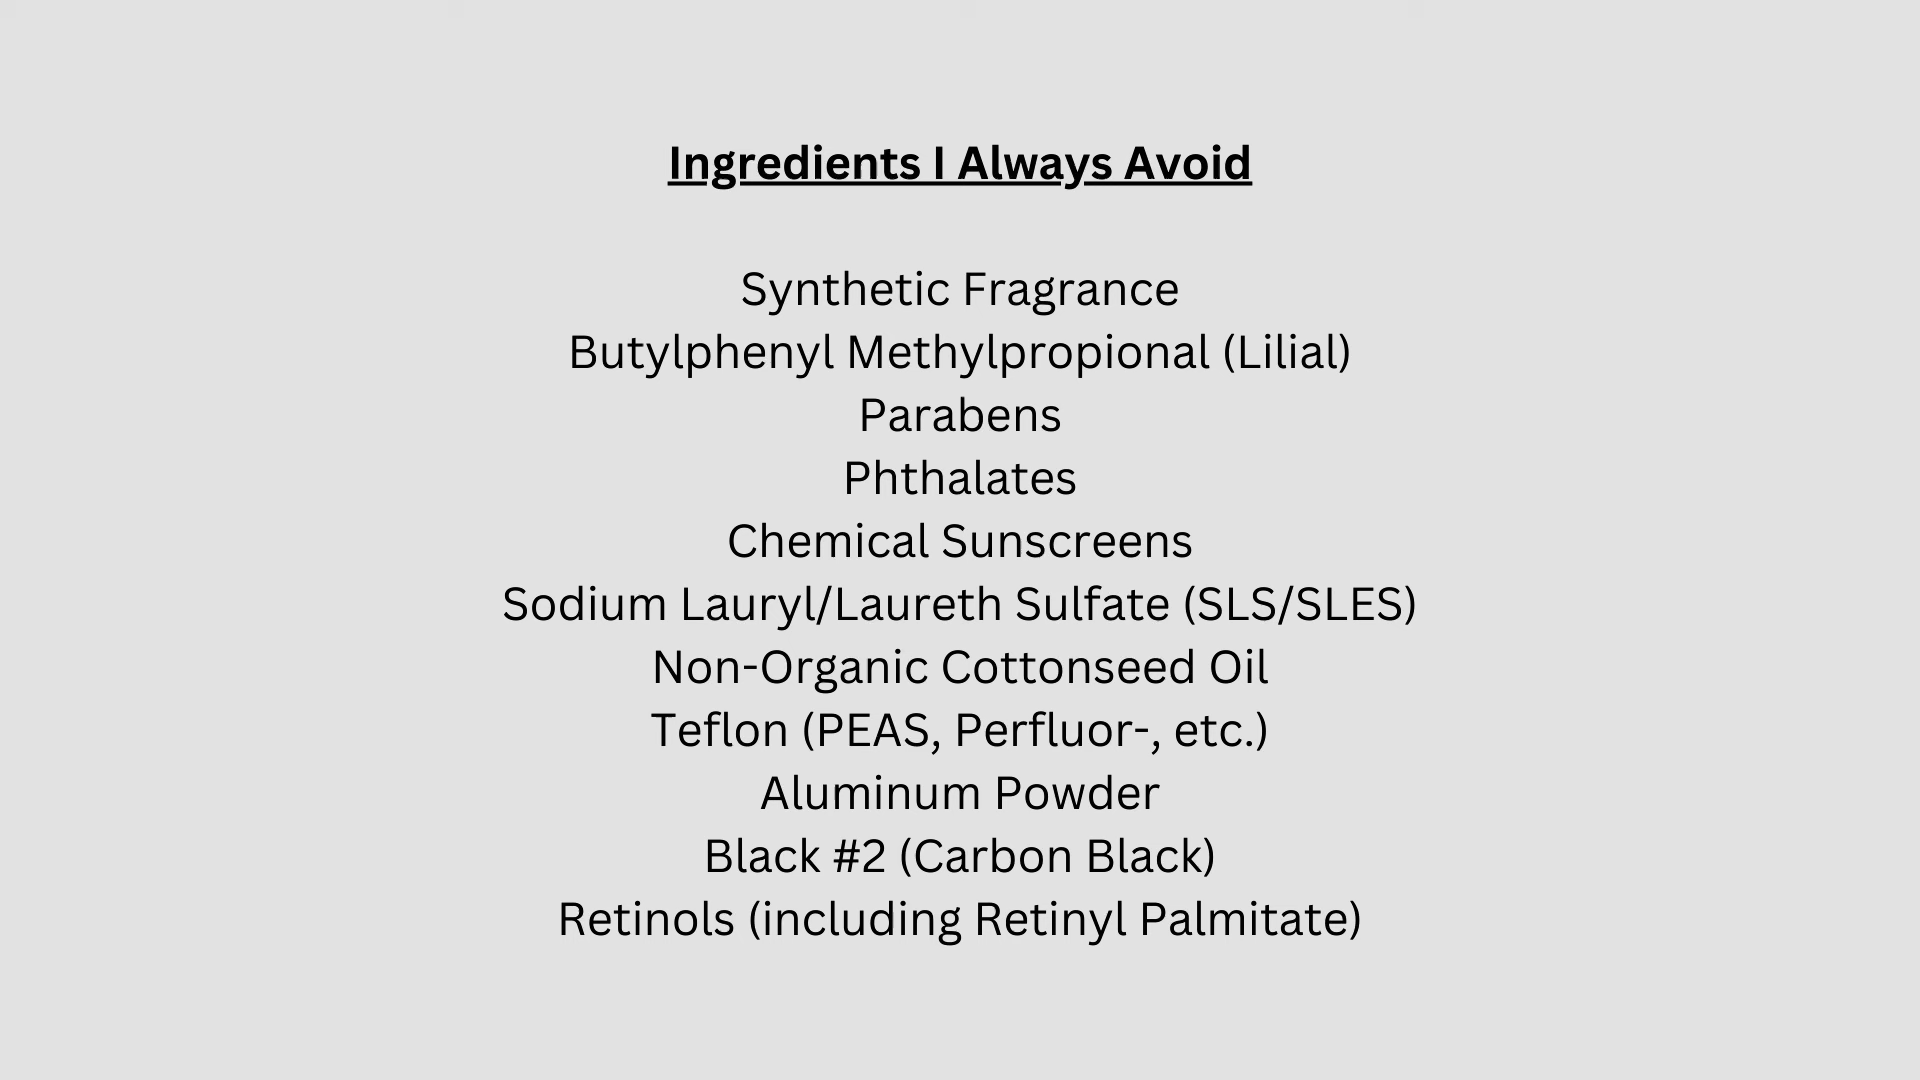 Ingredients I Always Avoid
Synthetic Fragrance
Butylphenyl Methylpropional (Lilial)
Parabens
Phthalates
Chemical Sunscreens
Sodium Lauryl/Laureth Sulfate (SLS/SLES)
Non-Organic Cottonseed Oil
Teflon (PEAS, Perfluor-, etc.)
Aluminum Powder
Black #2 (Carbon Black)
Retinols (including Retinyl Palmitate)